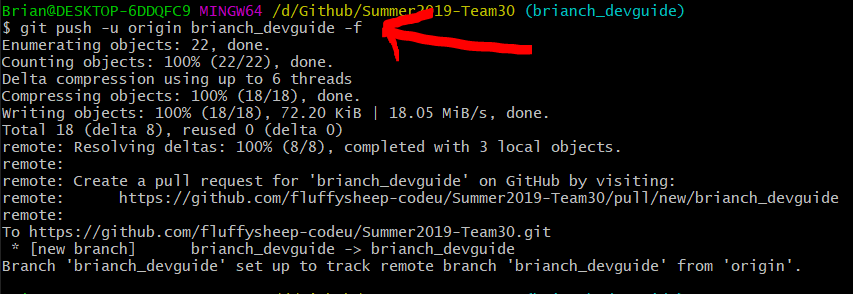 Brian@DESKTOP-6DDQFC9 MINGW64 /d/Github/Summer2019-Team30 (brianch_devguide)
$ git push -u origin brianch_devguide -f
Enumerating objects: 22, done.
Counting objects: 100% (22/22), done.
Delta compression using up to 6 threads
Compressing objects: 100% (18/18), done.
Writing objects: 100% (18/18), 72.20 KiB | 18.05 MiB/s, done.
Total 18 (delta 8), reused 0 (delta 0)
remote: Resolving deltas: 100% (8/8), completed with 3 local objects.
remote:
remote: Create a pull request for 'brianch_devguide' on GitHub by visiting:
remote:      https://github.com/fluffysheep-codeu/Summer2019-Team30/pull/new/brianch_devguide
remote:
To https://github.com/fluffysheep-codeu/Summer2019-Team30.git
 * [new branch]      brianch_devguide -> brianch_devguide
Branch 'brianch_devguide' set up to track remote branch 'brianch_devguide' from 'origin'.